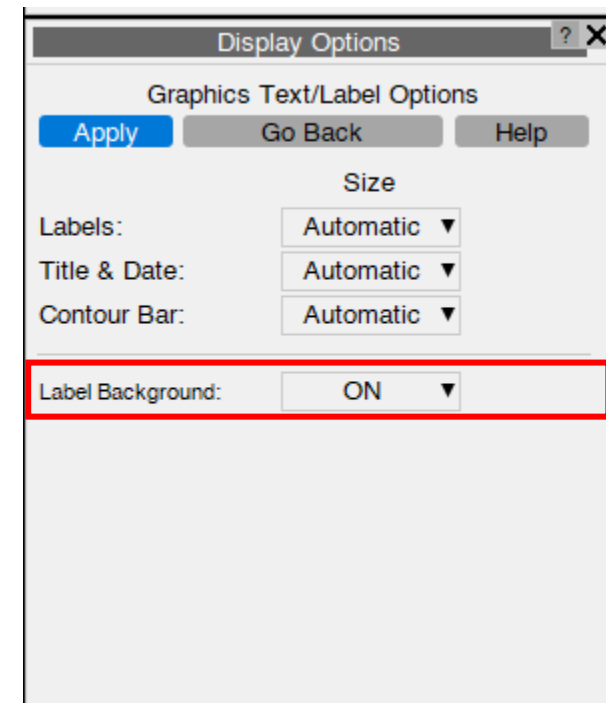 Display Options ?
Graphics Text/Label Options
Apply Go Back Help
Size
Labels: Automatic ▼
Title & Date: Automatic ▼
Contour Bar: Automatic ▼
Label Background: ON ▼